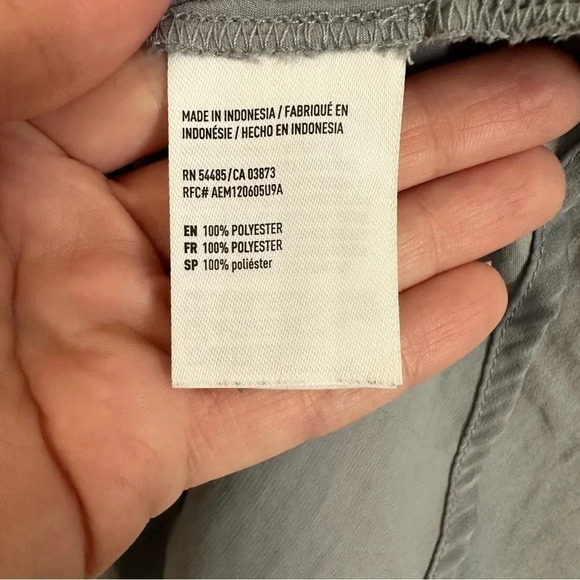 MADE IN INDONESIA / FABRIQUÉ EN
INDONÉSIE / HECHO EN INDONESIA
RN 54485/CA 03873
RFC# AEM120605U9A
EN 100% POLYESTER
FR 100% POLYESTER
SP 100% poliéster